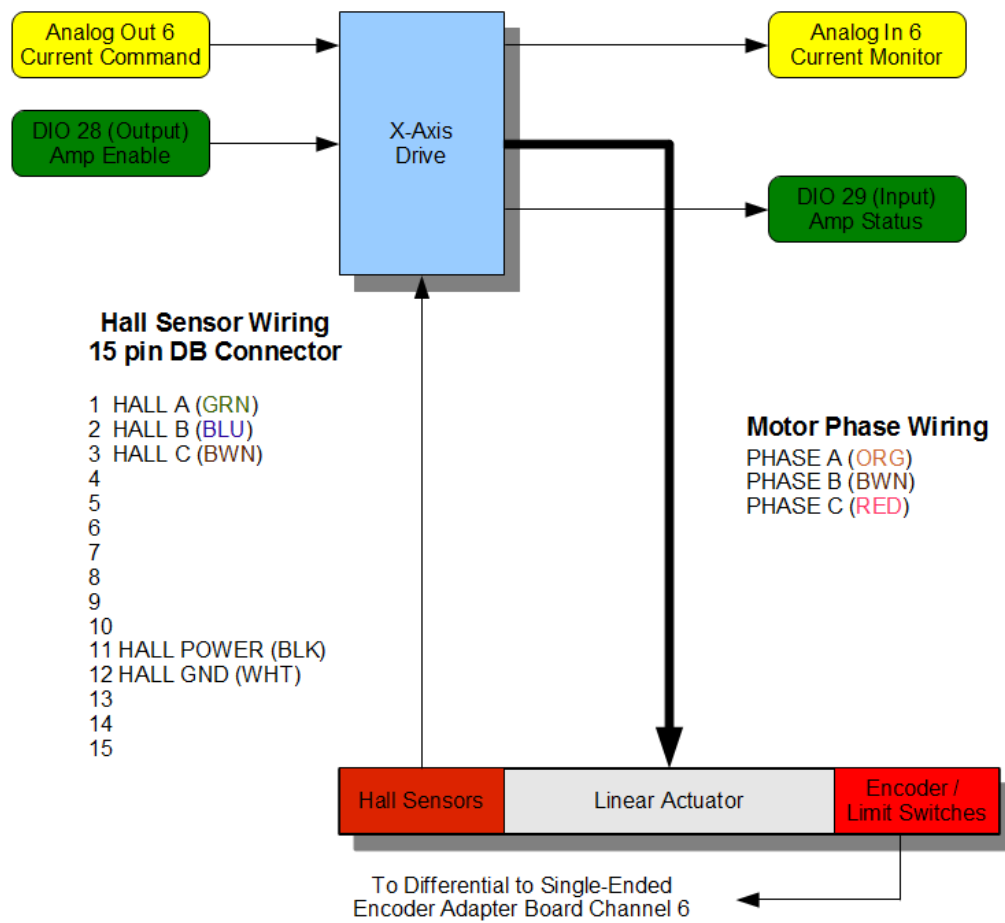 Analog Out 6
Current Command
Analog In 6
Current Monitor
DIO 28 (Output)
Amp Enable
X-Axis
Drive
DIO 29 (Input)
Amp Status
Hall Sensor Wiring
15 pin DB Connector
1 HALL A (GRN)
2 HALL B (BLU)
3 HALL C (BWN)
4
5
6
7
8
9
10
11 HALL POWER (BLK)
12 HALL GND (WHT)
13
14
15
Motor Phase Wiring
PHASE A (ORG)
PHASE B (BWN)
PHASE C (RED)
Hall Sensors
Linear Actuator
Encoder /
Limit Switches
To Differential to Single-Ended
Encoder Adapter Board Channel 6